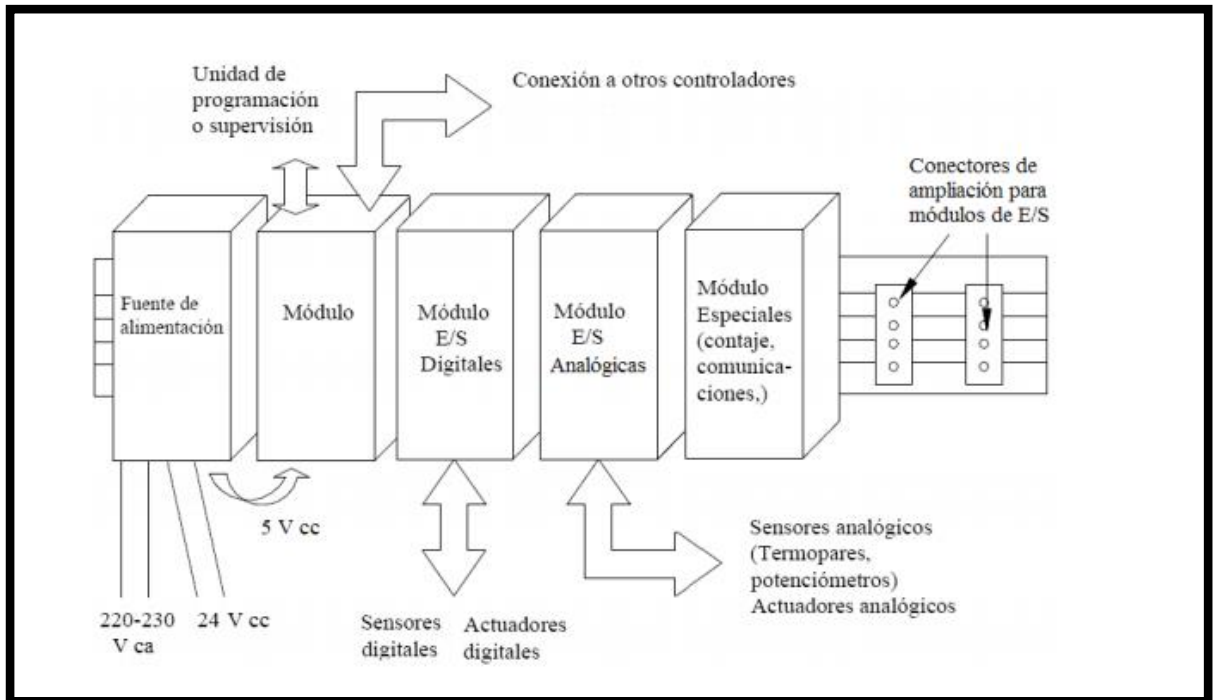 Unidad de
programación
o supervisión
Conexión a otros controladores
Conectores de
ampliación para
módulos de E/S
Fuente de
alimentación
Módulo
Módulo
E/S
Digitales
Módulo
E/S
Analógicas
Módulo
Especiales
(contaje,
comunica-
ciones,)
5 V cc
220-230
V ca
24 V cc
Sensores
digitales
Actuadores
digitales
Sensores analógicos
(Termopares,
potenciómetros)
Actuadores analógicos